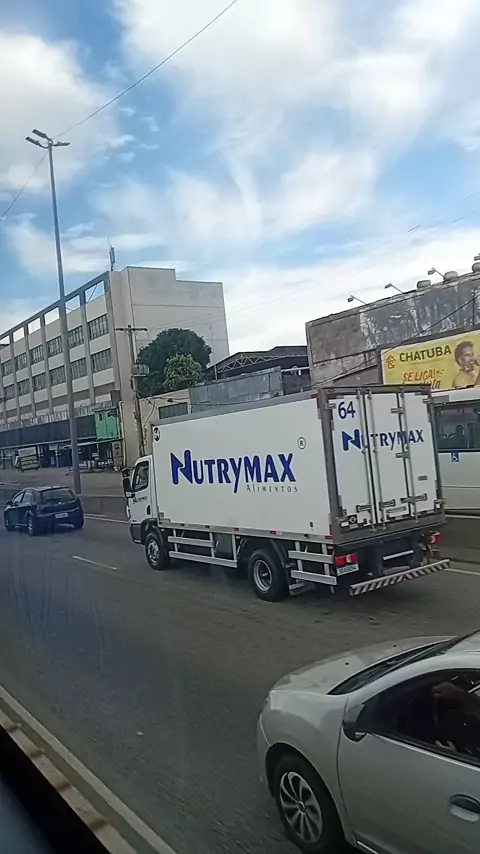 CHATUBA
SE LIGA!
64
NUTRYMAX
®
ALIMENTOS
NUTRYMAX